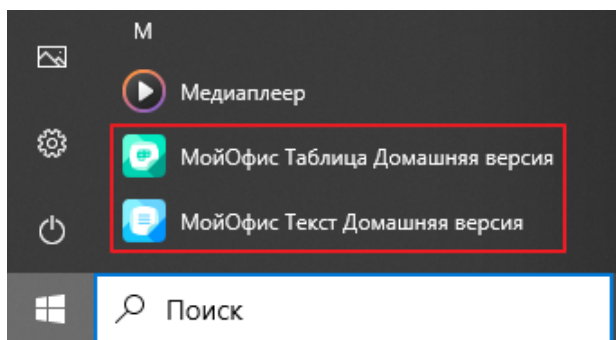 М
Медиаплеер
МойОфис Таблица Домашняя версия
МойОфис Текст Домашняя версия
Поиск